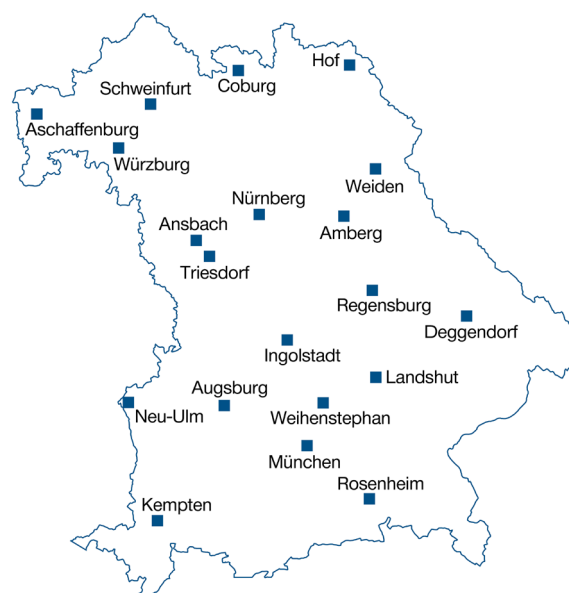 Hof
Coburg
Schweinfurt
Aschaffenburg
Würzburg
Weiden
Nürnberg
Amberg
Ansbach
Triesdorf
Regensburg
Deggendorf
Ingolstadt
Landshut
Augsburg
Neu-Ulm
Weihenstephan
München
Rosenheim
Kempten